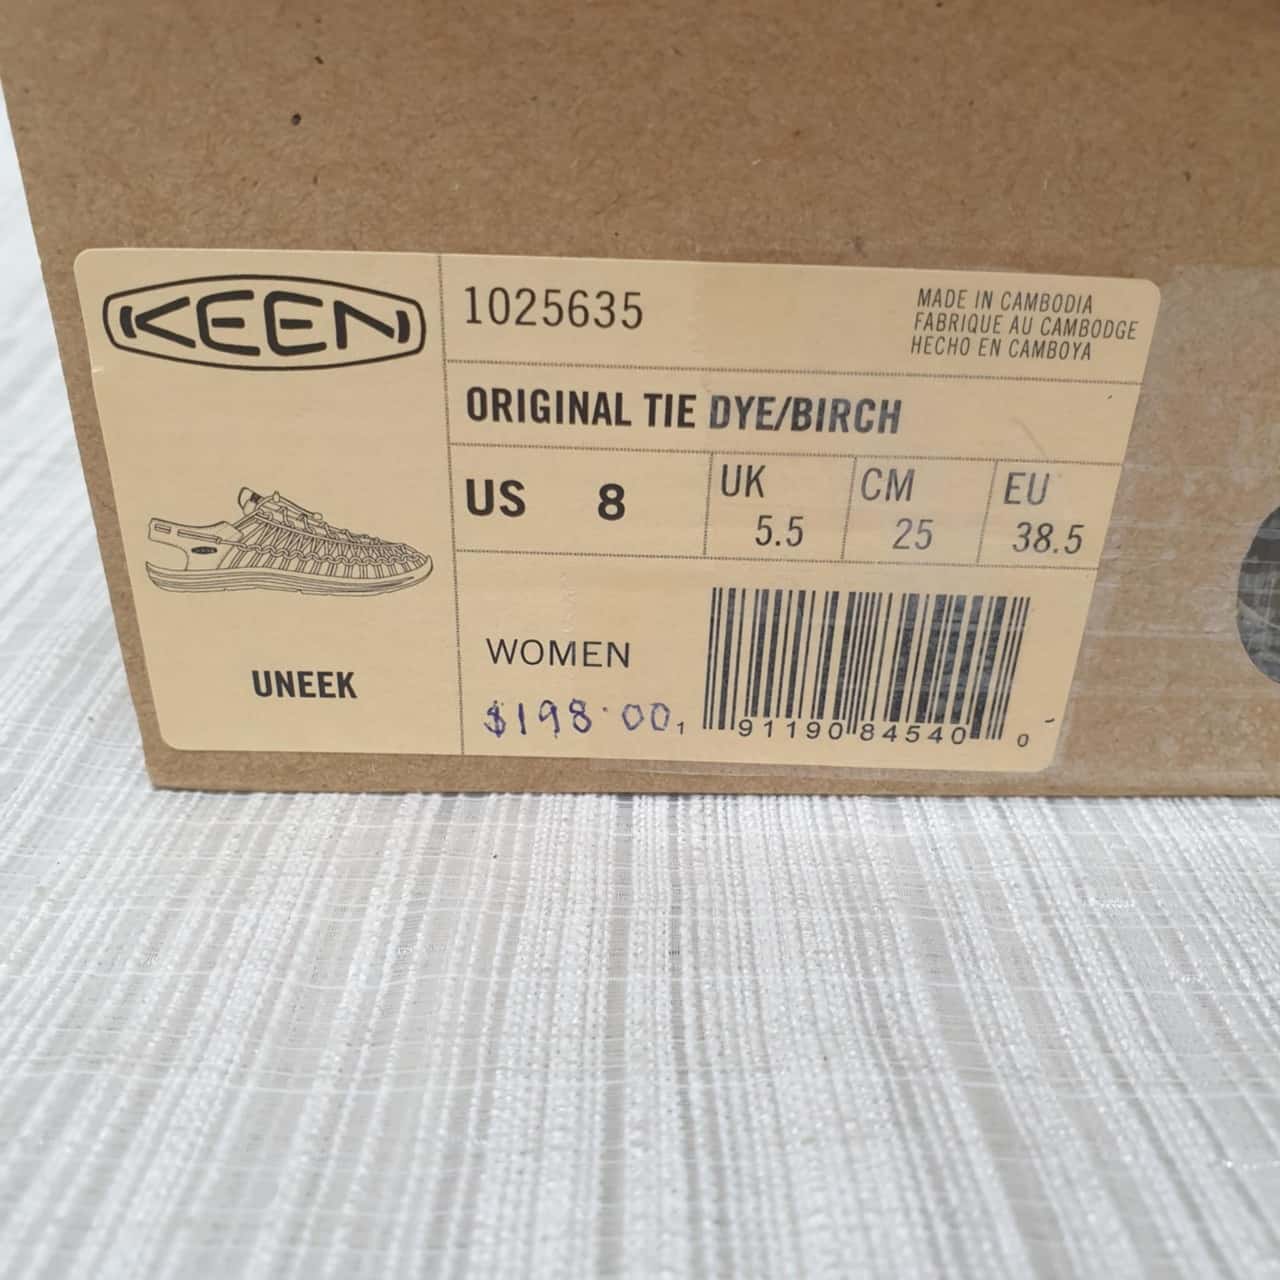 KEEN
1025635
MADE IN CAMBODIA
FABRIQUE AU CAMBODGE
HECHO EN CAMBOYA
ORIGINAL TIE DYE/BIRCH
US 8
UK 5.5
CM 25
EU 38.5
UNEEK
WOMEN
$198.00,
1 91190 84540 0